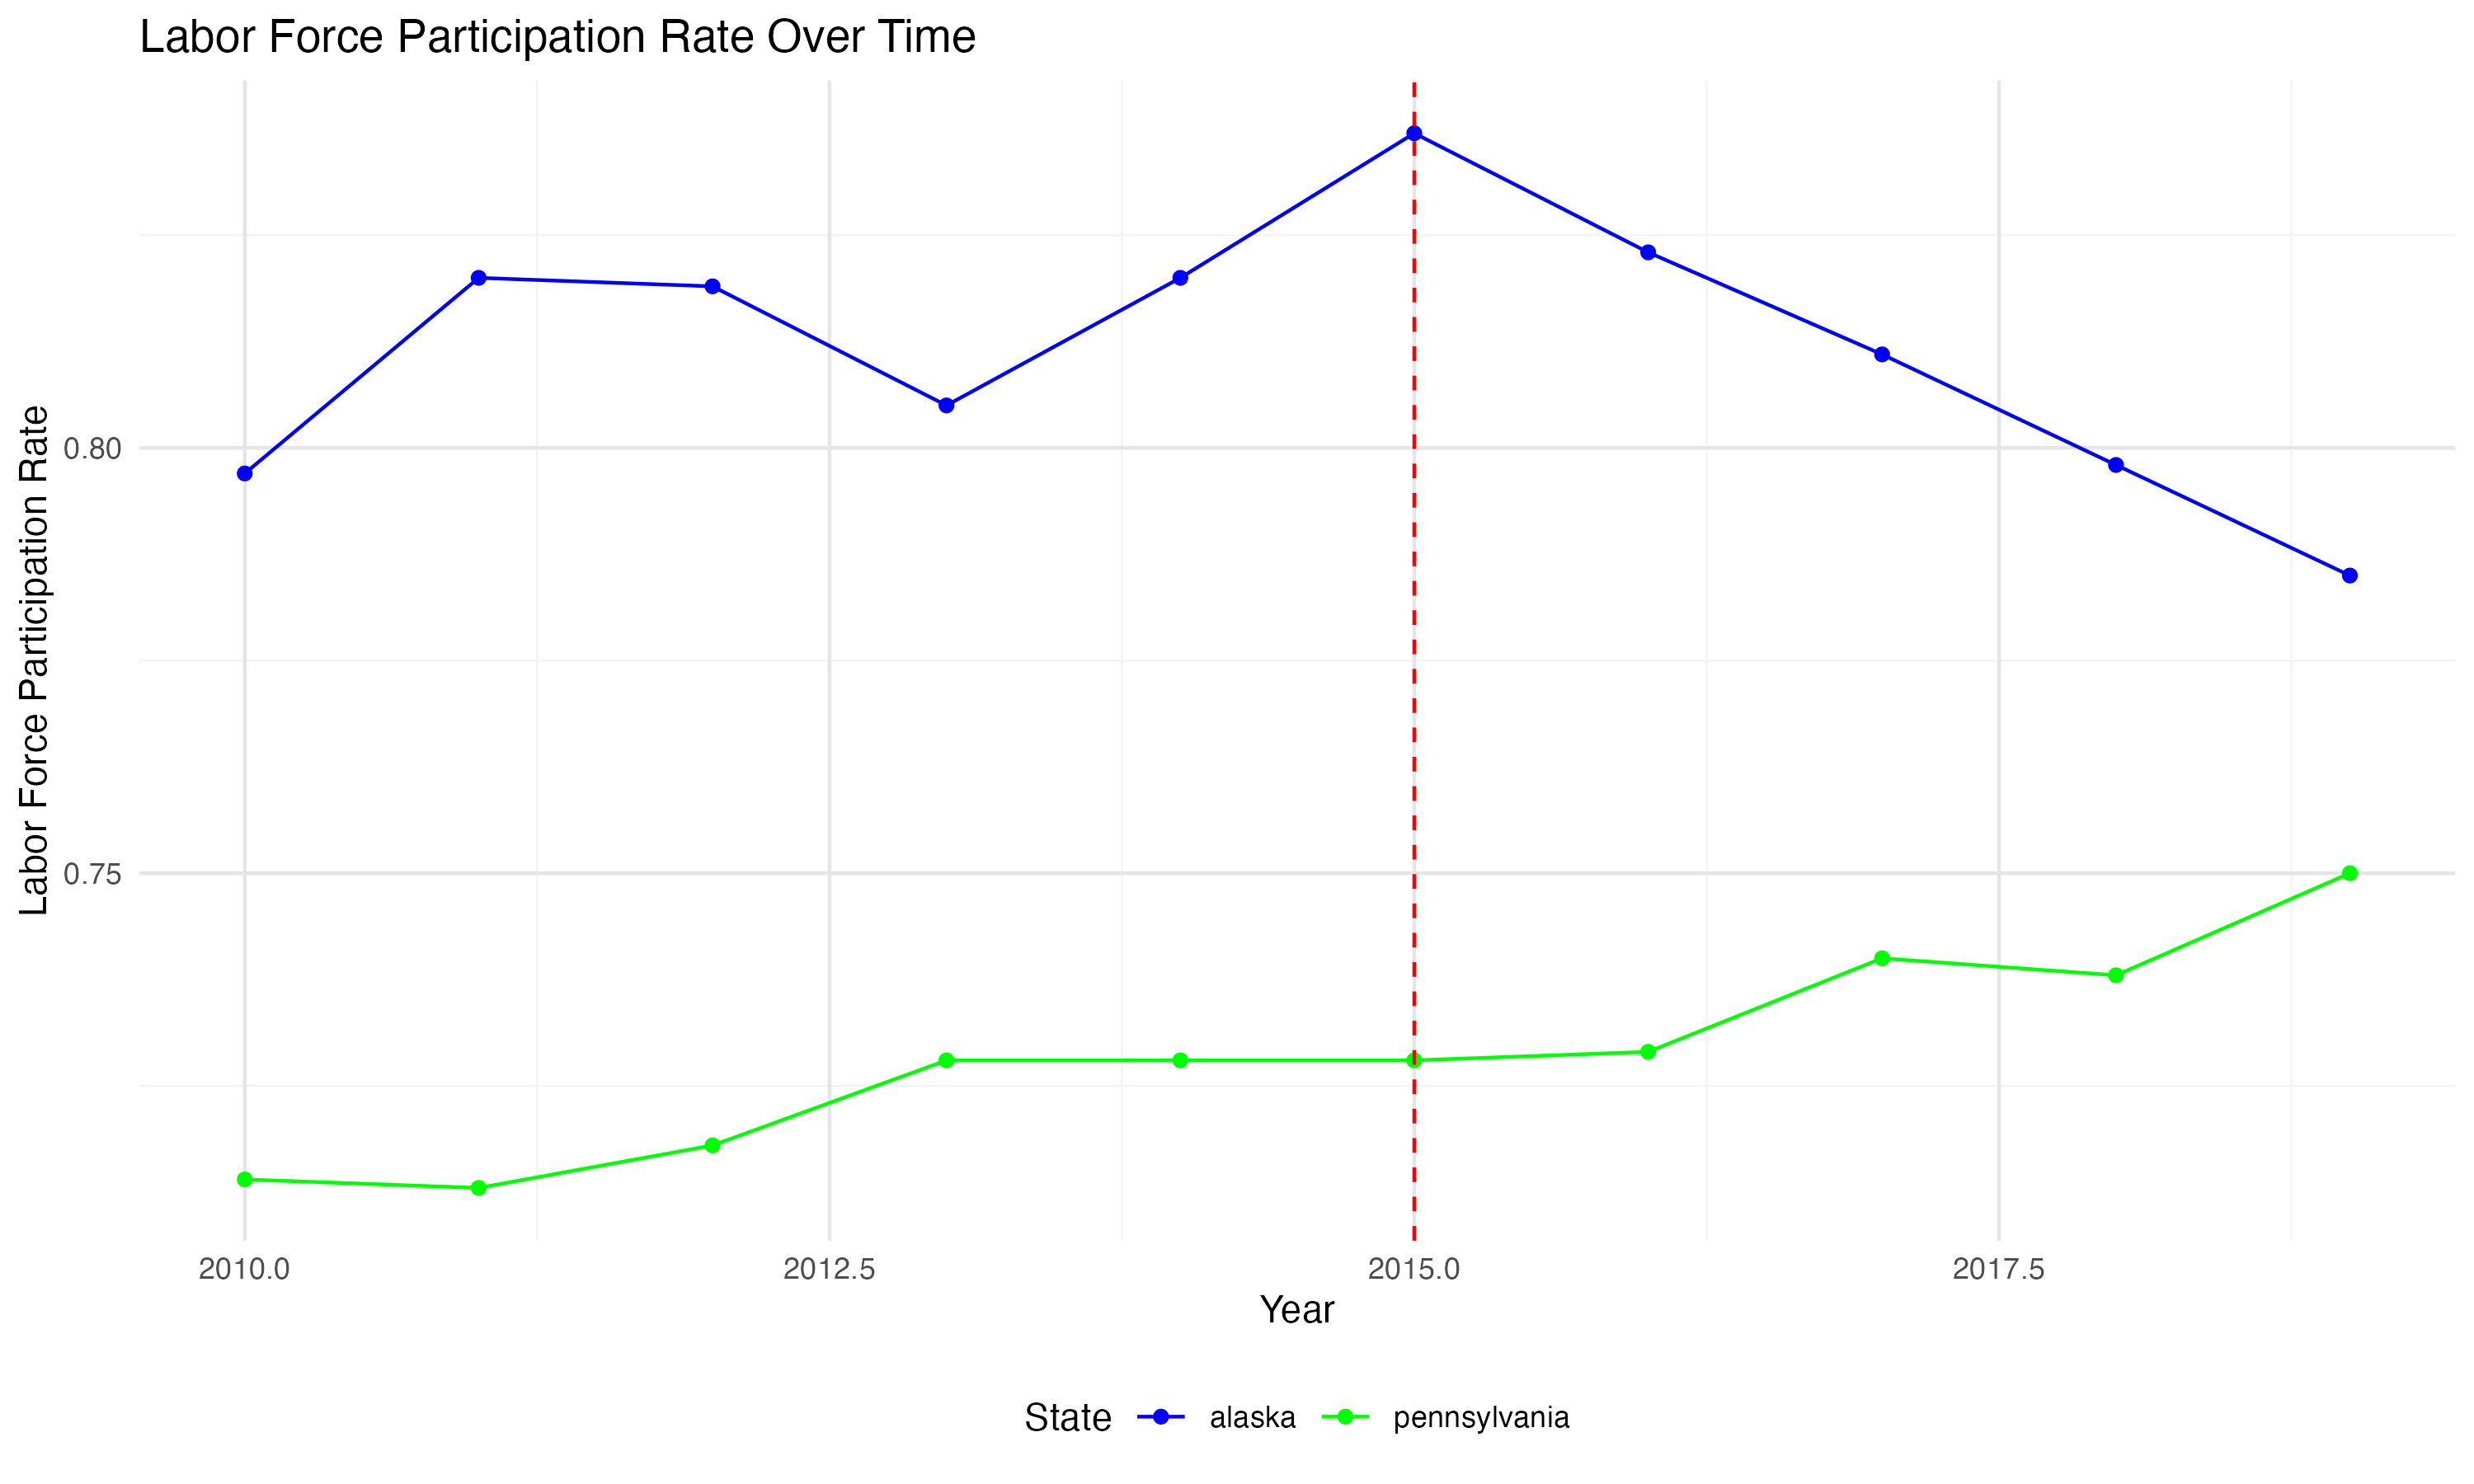 Labor Force Participation Rate Over Time
Labor Force Participation Rate
0.80
0.75
2010.0 2012.5 2015.0 2017.5
Year
State alaska pennsylvania